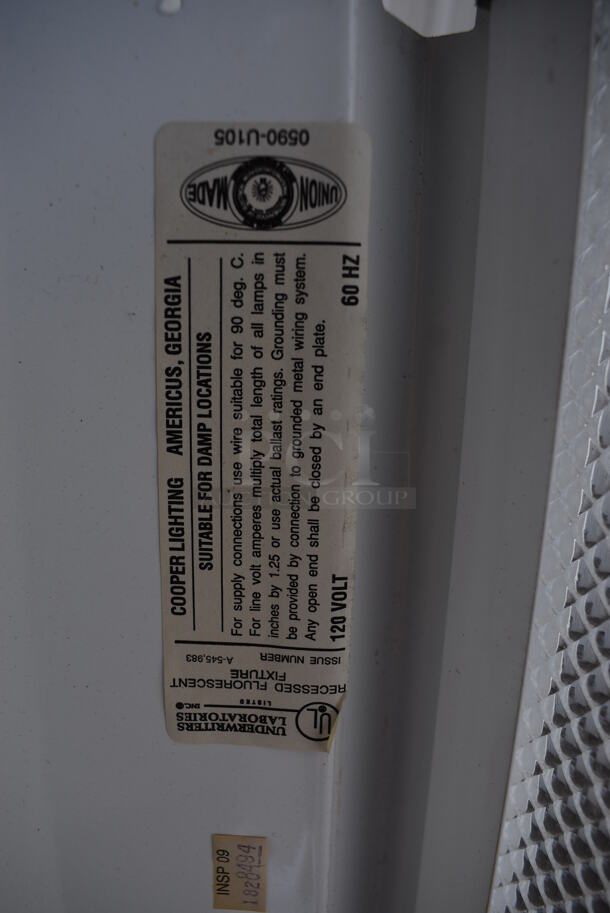 0590-U105
UNION MADE
COOPER LIGHTING AMERICUS, GEORGIA
SUITABLE FOR DAMP LOCATIONS
For supply connections use wire suitable for 90 deg. C.
For line volt amperes multiply total length of all lamps in
inches by 1.25 or use actual ballast ratings. Grounding must
be provided by connection to grounded metal wiring system.
Any open end shall be closed by an end plate.
120 VOLT 60 HZ
UNDERWRITERS
LABORATORIES
INC.®
UL
LISTED
RECESSED FLUORESCENT
FIXTURE
ISSUE NUMBER A-545,983
INSP 09
1820494
GROUP